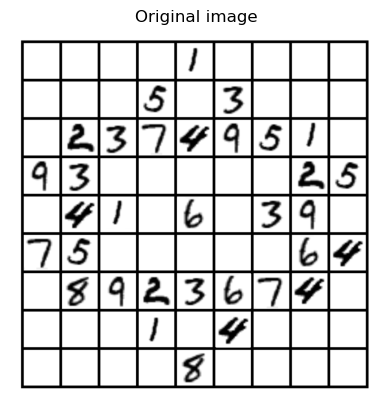 Original image
1
5 3
2 3 7 4 9 5 1
9 3 2 5
4 1 6 3 9
7 5 6 4
8 9 2 3 6 7 4
1 4
8